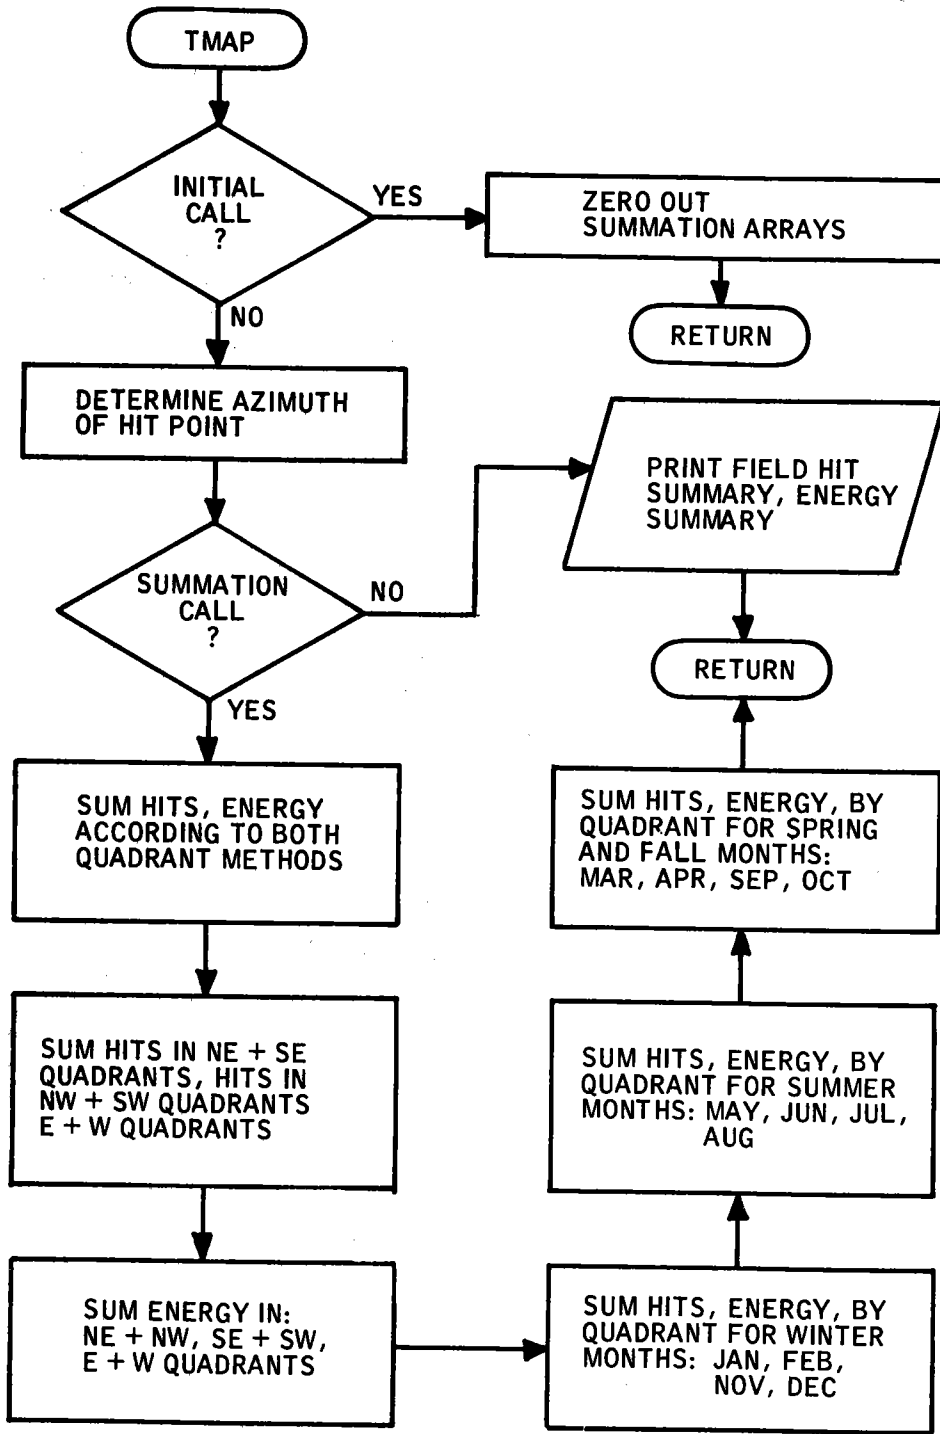 TMAP
INITIAL
CALL
?
YES
ZERO OUT
SUMMATION ARRAYS
RETURN
NO
DETERMINE AZIMUTH
OF HIT POINT
SUMMATION
CALL
?
NO
PRINT FIELD HIT
SUMMARY, ENERGY
SUMMARY
RETURN
YES
SUM HITS, ENERGY
ACCORDING TO BOTH
QUADRANT METHODS
SUM HITS IN NE + SE
QUADRANTS, HITS IN
NW + SW QUADRANTS
E + W QUADRANTS
SUM ENERGY IN:
NE + NW, SE + SW,
E + W QUADRANTS
SUM HITS, ENERGY, BY
QUADRANT FOR WINTER
MONTHS: JAN, FEB,
NOV, DEC
SUM HITS, ENERGY, BY
QUADRANT FOR SUMMER
MONTHS: MAY, JUN, JUL,
AUG
SUM HITS, ENERGY, BY
QUADRANT FOR SPRING
AND FALL MONTHS:
MAR, APR, SEP, OCT